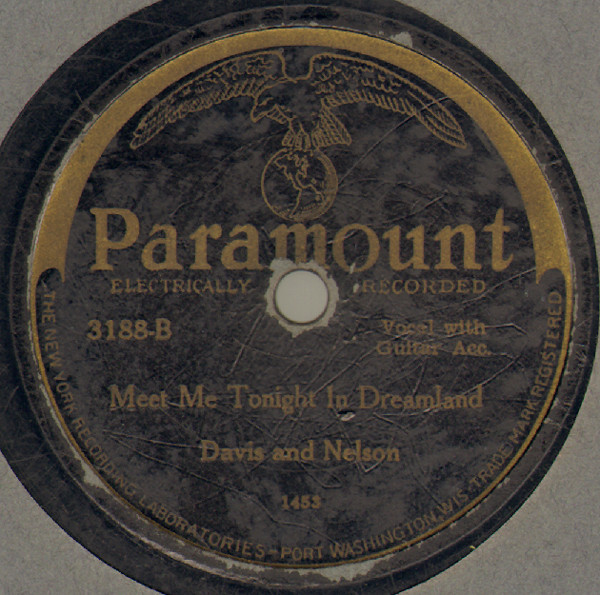 Paramount
ELECTRICALLY RECORDED
3188-B
Vocal with
Guitar Acc.
Meet Me Tonight In Dreamland
Davis and Nelson
1453
THE NEW YORK RECORDING LABORATORIES - PORT WASHINGTON, WIS. TRADE MARK REGISTERED